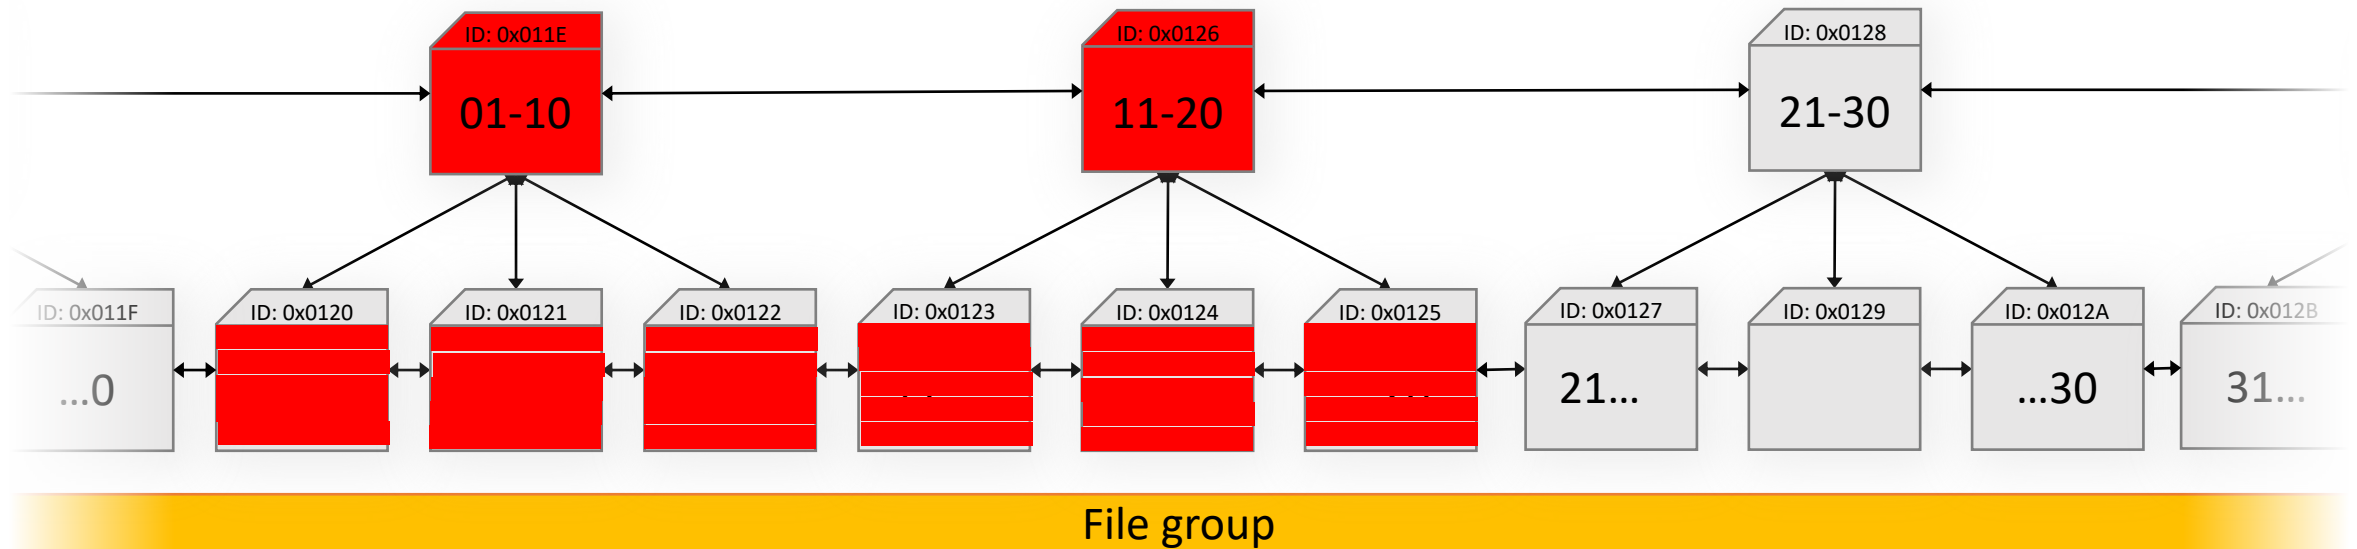 ID: 0x011E
01-10
ID: 0x0126
11-20
ID: 0x0128
21-30
ID: 0x011F
...0
ID: 0x0120
ID: 0x0121
ID: 0x0122
ID: 0x0123
ID: 0x0124
ID: 0x0125
ID: 0x0127
21...
ID: 0x0129
ID: 0x012A
...30
ID: 0x012B
31...
File group